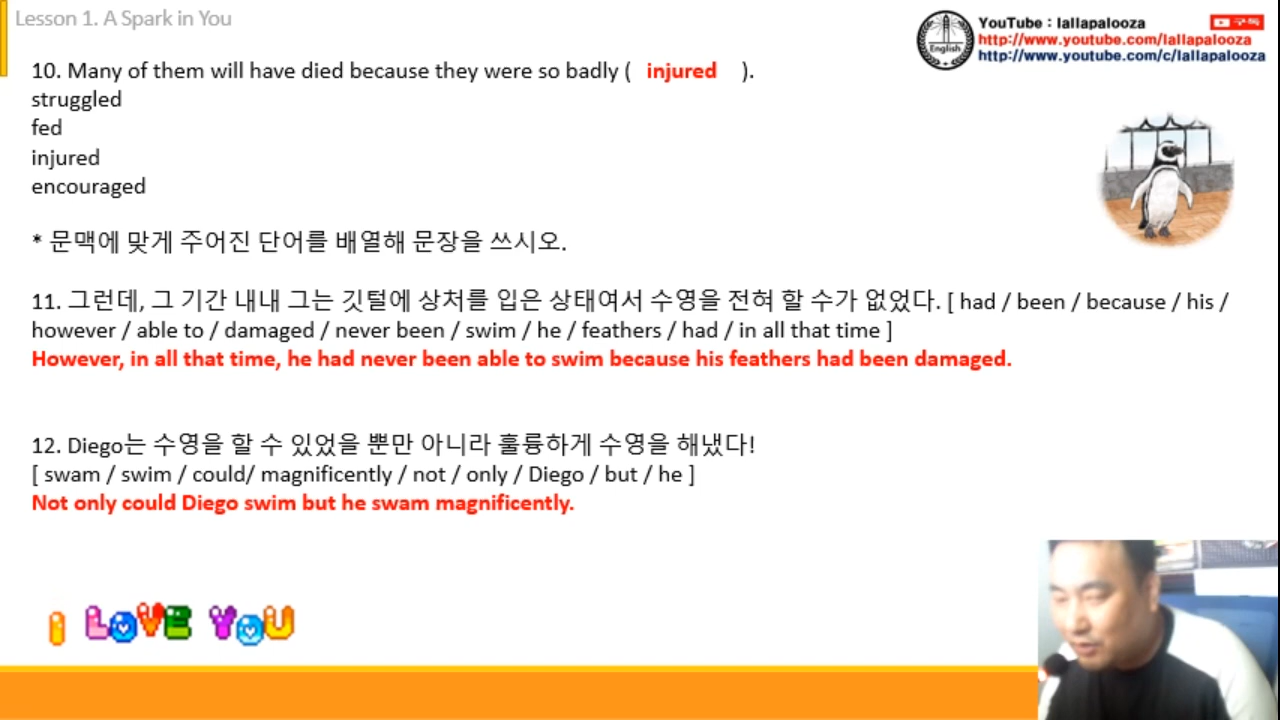 Lesson 1. A Spark in You
YouTube : lallapalooza
구독
http://www.youtube.com/lallapalooza
http://www.youtube.com/c/lallapalooza
English
10. Many of them will have died because they were so badly ( injured ).
struggled
fed
injured
encouraged
* 문맥에 맞게 주어진 단어를 배열해 문장을 쓰시오.
11. 그런데, 그 기간 내내 그는 깃털에 상처를 입은 상태여서 수영을 전혀 할 수가 없었다. [ had / been / because / his /
however / able to / damaged / never been / swim / he / feathers / had / in all that time ]
However, in all that time, he had never been able to swim because his feathers had been damaged.
12. Diego는 수영을 할 수 있었을 뿐만 아니라 훌륭하게 수영을 해냈다!
[ swam / swim / could/ magnificently / not / only / Diego / but / he ]
Not only could Diego swim but he swam magnificently.
I LOVE YOU